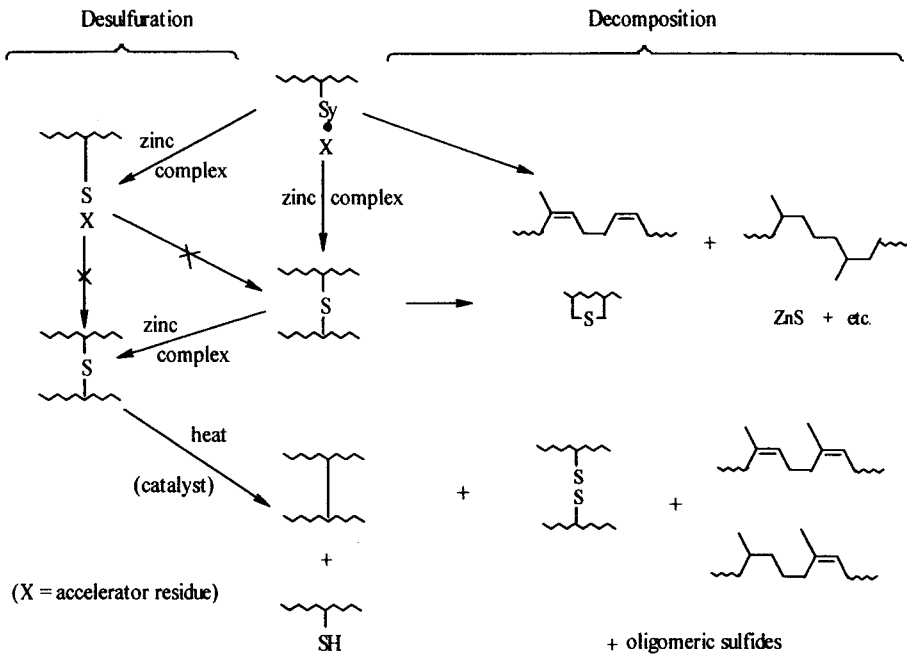 Desulfuration
Decomposition
Sy
X
zinc
complex
zinc complex
S
X
S
zinc
complex
S
+
S
ZnS + etc.
heat
(catalyst)
+
S
S
+
+
(X = accelerator residue)
SH
+ oligomeric sulfides